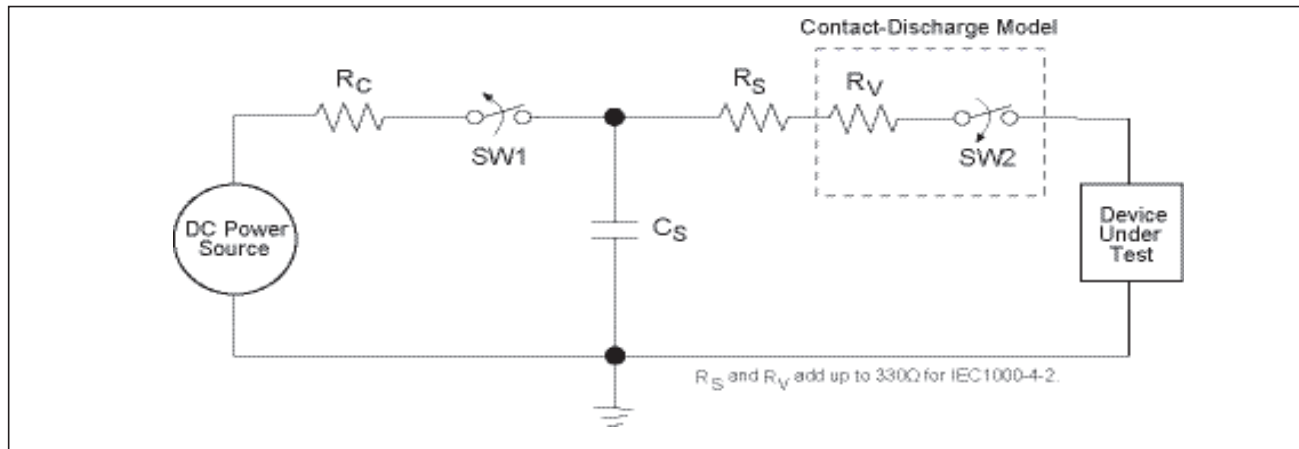 Contact-Discharge Model
RC
RS
RV
SW1
SW2
DC Power
Source
CS
Device
Under
Test
RS and RV add up to 330Ω for IEC1000-4-2.